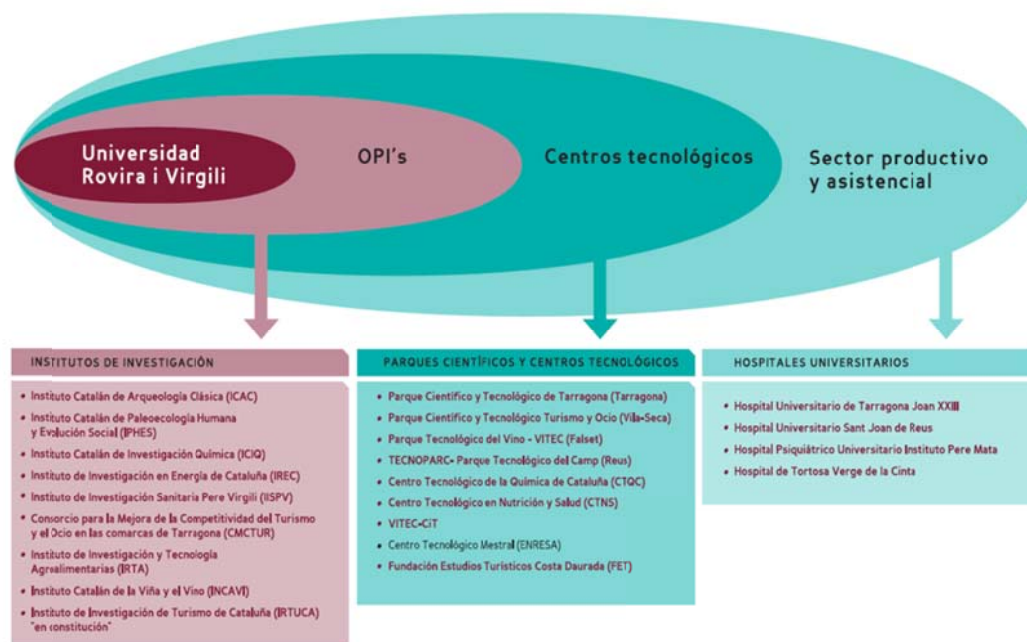 Universidad
Rovira i Virgili
OPI's
Centros tecnológicos
Sector productivo
y asistencial
INSTITUTOS DE INVESTIGACIÓN
• Instituto Catalán de Arqueología Clásica (ICAC)
• Instituto Catalán de Paleoecología Humana
y Evolución Social (IPHES)
• Instituto Catalán de Investigación Química (ICIQ)
• Instituto de Investigación en Energía de Cataluña (IREC)
• Instituto de Investigación Sanitaria Pere Virgili (IISPV)
• Consorcio para la Mejora de la Competitividad del Turismo
y el Ocio en las comarcas de Tarragona (CMCTUR)
• Instituto de Investigación y Tecnología
Agroalimentarias (IRTA)
• Instituto Catalán de la Viña y el Vino (INCAVI)
• Instituto de Investigación de Turismo de Cataluña (IRTUCA)
"en constitución"
PARQUES CIENTÍFICOS Y CENTROS TECNOLÓGICOS
• Parque Científico y Tecnológico de Tarragona (Tarragona)
• Parque Científico y Tecnológico Turismo y Ocio (Vila-Seca)
• Parque Tecnológico del Vino - VITEC (Falset)
• TECNOPARC- Parque Tecnológico del Camp (Reus)
• Centro Tecnológico de la Química de Cataluña (CTQC)
• Centro Tecnológico en Nutrición y Salud (CTNS)
• VITEC-CiT
• Centro Tecnológico Mestral (ENRESA)
• Fundación Estudios Turísticos Costa Daurada (FET)
HOSPITALES UNIVERSITARIOS
• Hospital Universitario de Tarragona Joan XXIII
• Hospital Universitario Sant Joan de Reus
• Hospital Psiquiátrico Universitario Instituto Pere Mata
• Hospital de Tortosa Verge de la Cinta